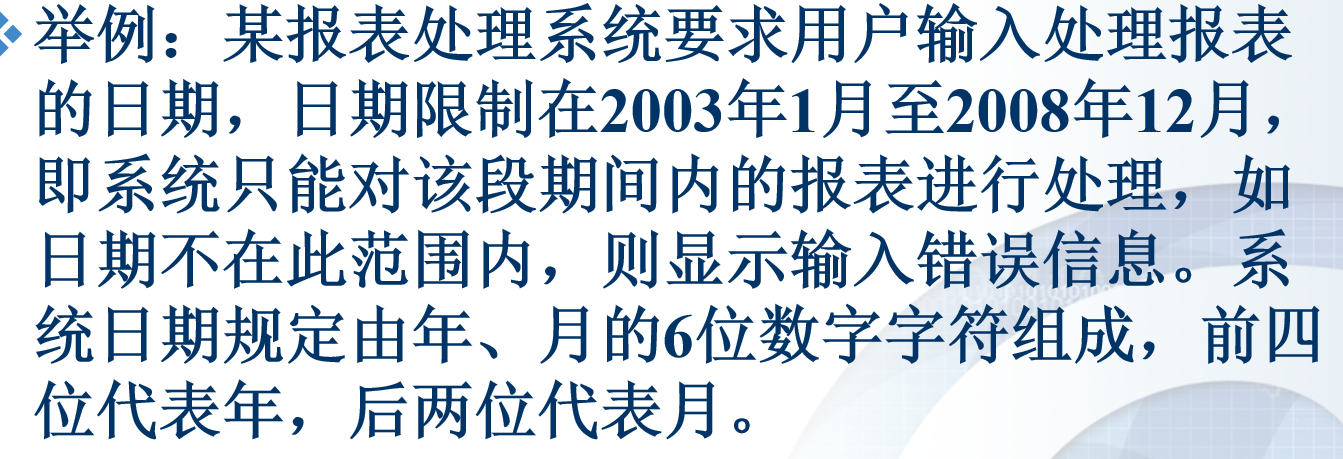 举例：某报表处理系统要求用户输入处理报表
的日期，日期限制在2003年1月至2008年12月，
即系统只能对该段期间内的报表进行处理，如
日期不在此范围内，则显示输入错误信息。系
统日期规定由年、月的6位数字字符组成，前四
位代表年，后两位代表月。